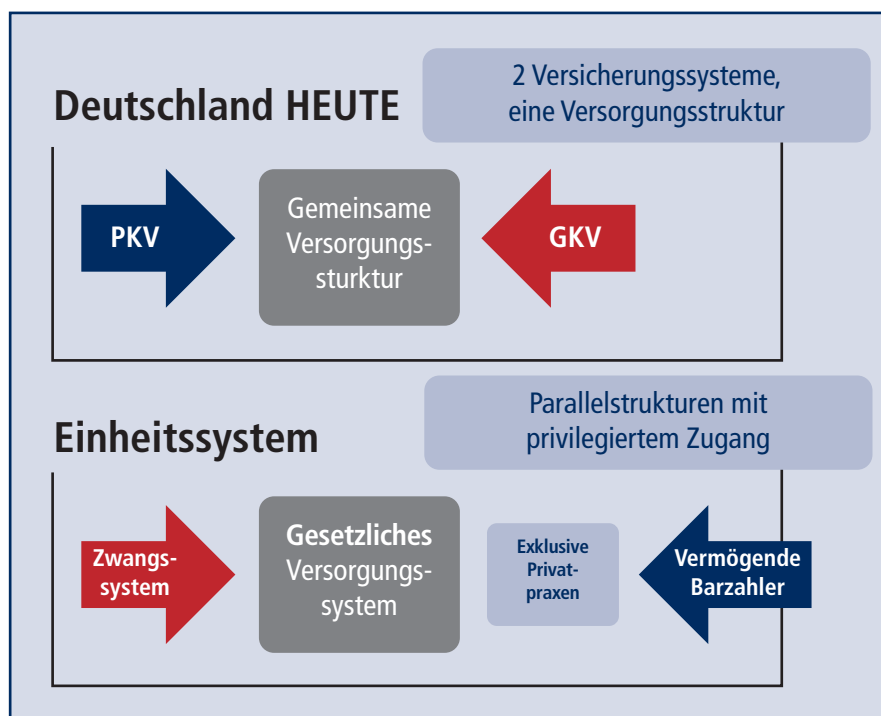 2 Versicherungssysteme,
eine Versorgungsstruktur
Deutschland HEUTE
PKV
Gemeinsame
Versorgungs-
sturktur
GKV
Parallelstrukturen mit
privilegiertem Zugang
Einheitssystem
Zwangs-
system
Gesetzliches
Versorgungs-
system
Exklusive
Privat-
praxen
Vermögende
Barzahler